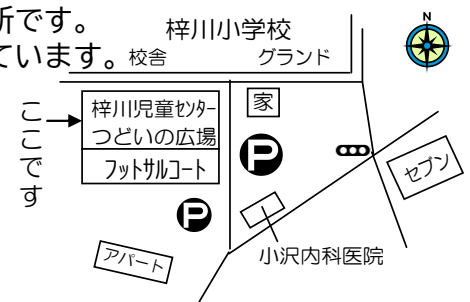 所です。
ています。
梓川小学校
校舎
グランド
N
ここです
梓川児童センター
つどいの広場
フットサルコート
家
P
P
セブン
アパート
小沢内科医院